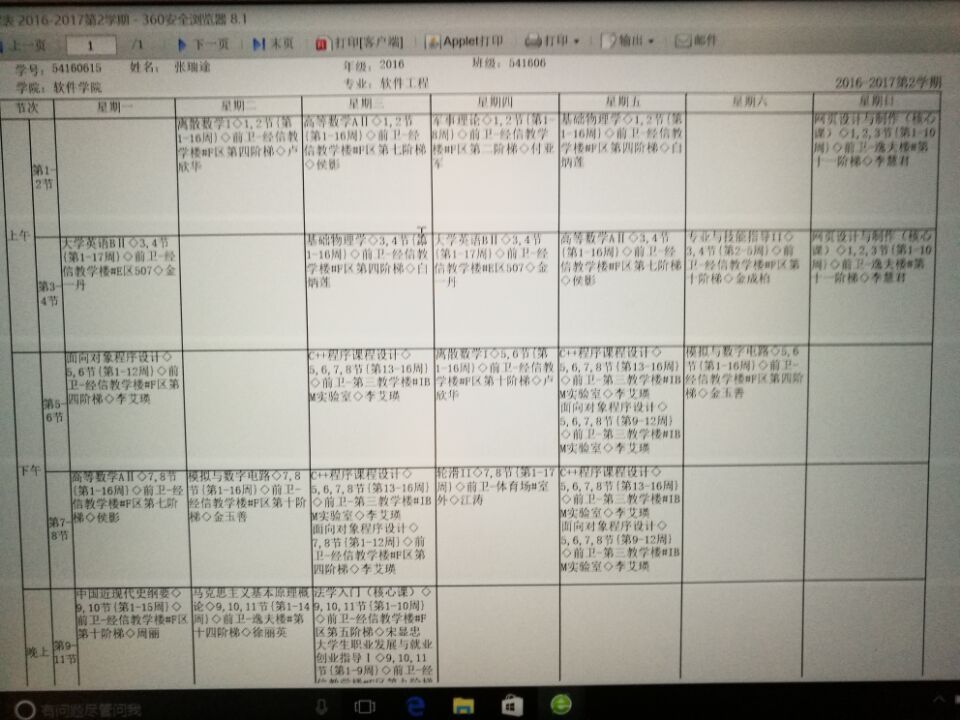 表 2016-2017第2学期 - 360安全浏览器 8.1
上一页 1 /1 下一页 末页 打印[客户端] Applet打印 打印 输出 邮件
学号: 54160615 姓名: 张瑞途 年级: 2016 班级: 541606
学院: 软件学院 专业: 软件工程 2016-2017第2学期
节次 星期一 星期二 星期三 星期四 星期五 星期六 星期日
上午
第1-
2节
离散数学I◇1,2节{第
1-16周}◇前卫-经信教
学楼#F区第四阶梯◇卢
欣华
高等数学AⅡ◇1,2节
{第1-16周}◇前卫-经
信教学楼#F区第七阶梯
◇侯影
军事理论◇1,2节{第1-
8周}◇前卫-经信教学
楼#F区第二阶梯◇付亚
军
基础物理学◇1,2节{第
1-16周}◇前卫-经信教
学楼#F区第四阶梯◇白
炳莲
网页设计与制作（核心
课）◇1,2,3节{第1-10
周}◇前卫-逸夫楼#第
十一阶梯◇李慧君
第3-
4节
大学英语BⅡ◇3,4节
{第1-17周}◇前卫-经
信教学楼#E区507◇金
一丹
基础物理学◇3,4节{第
1-16周}◇前卫-经信教
学楼#F区第四阶梯◇白
炳莲
大学英语BⅡ◇3,4节
{第1-17周}◇前卫-经
信教学楼#E区507◇金
一丹
高等数学AⅡ◇3,4节
{第1-16周}◇前卫-经
信教学楼#F区第七阶梯
◇侯影
专业与技能指导II◇
3,4节{第2-5周}◇前
卫-经信教学楼#F区第
十阶梯◇金成柏
网页设计与制作（核心
课）◇1,2,3节{第1-10
周}◇前卫-逸夫楼#第
十一阶梯◇李慧君
下午
第5-
6节
面向对象程序设计◇
5,6节{第1-12周}◇前
卫-经信教学楼#F区第
四阶梯◇李艾瑛
C++程序课程设计◇
5,6,7,8节{第13-16周}
◇前卫-第三教学楼#IB
M实验室◇李艾瑛
离散数学I◇5,6节{第
1-16周}◇前卫-经信教
学楼#F区第十阶梯◇卢
欣华
C++程序课程设计◇
5,6,7,8节{第13-16周}
◇前卫-第三教学楼#IB
M实验室◇李艾瑛
面向对象程序设计◇
5,6,7,8节{第9-12周}
◇前卫-第三教学楼#IB
M实验室◇李艾瑛
模拟与数字电路◇5,6
节{第1-16周}◇前卫-
经信教学楼#F区第四阶
梯◇金玉善
第7-
8节
高等数学AⅡ◇7,8节
{第1-16周}◇前卫-经
信教学楼#F区第七阶
梯◇侯影
模拟与数字电路◇7,8
节{第1-16周}◇前卫-
经信教学楼#F区第十阶
梯◇金玉善
C++程序课程设计◇
5,6,7,8节{第13-16周}
◇前卫-第三教学楼#IB
M实验室◇李艾瑛
面向对象程序设计◇
7,8节{第1-12周}◇前
卫-经信教学楼#F区第
四阶梯◇李艾瑛
轮滑II◇7,8节{第1-17
周}◇前卫-体育场#室
外◇江涛
C++程序课程设计◇
5,6,7,8节{第13-16周}
◇前卫-第三教学楼#IB
M实验室◇李艾瑛
面向对象程序设计◇
5,6,7,8节{第9-12周}
◇前卫-第三教学楼#IB
M实验室◇李艾瑛
晚上
第9-
11节
中国近现代史纲要◇
9,10节{第1-15周}◇
前卫-经信教学楼#F区
第十阶梯◇周丽
马克思主义基本原理概
论◇9,10,11节{第1-14
周}◇前卫-逸夫楼#第
十四阶梯◇徐丽英
法学入门（核心课）◇
9,10,11节{第1-10周}
◇前卫-经信教学楼#F
区第五阶梯◇宋显忠
大学生职业发展与就业
创业指导Ⅰ◇9,10,11
节{第1-9周}◇前卫-经
有问题尽管问我